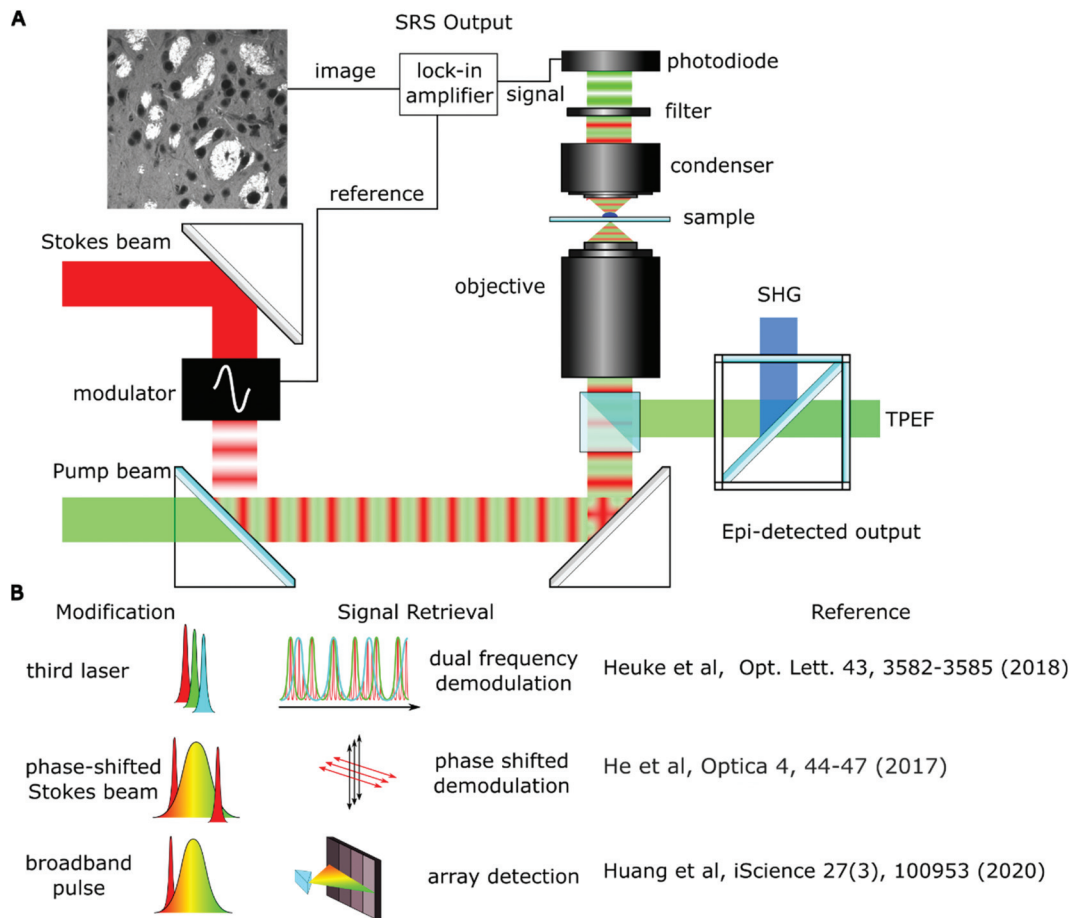 A
SRS Output
image
lock-in
amplifier
signal
photodiode
filter
condenser
reference
sample
Stokes beam
objective
SHG
modulator
TPEF
Pump beam
Epi-detected output
B
Modification
Signal Retrieval
Reference
third laser
dual frequency
demodulation
Heuke et al, Opt. Lett. 43, 3582-3585 (2018)
phase-shifted
Stokes beam
phase shifted
demodulation
He et al, Optica 4, 44-47 (2017)
broadband
pulse
array detection
Huang et al, iScience 27(3), 100953 (2020)